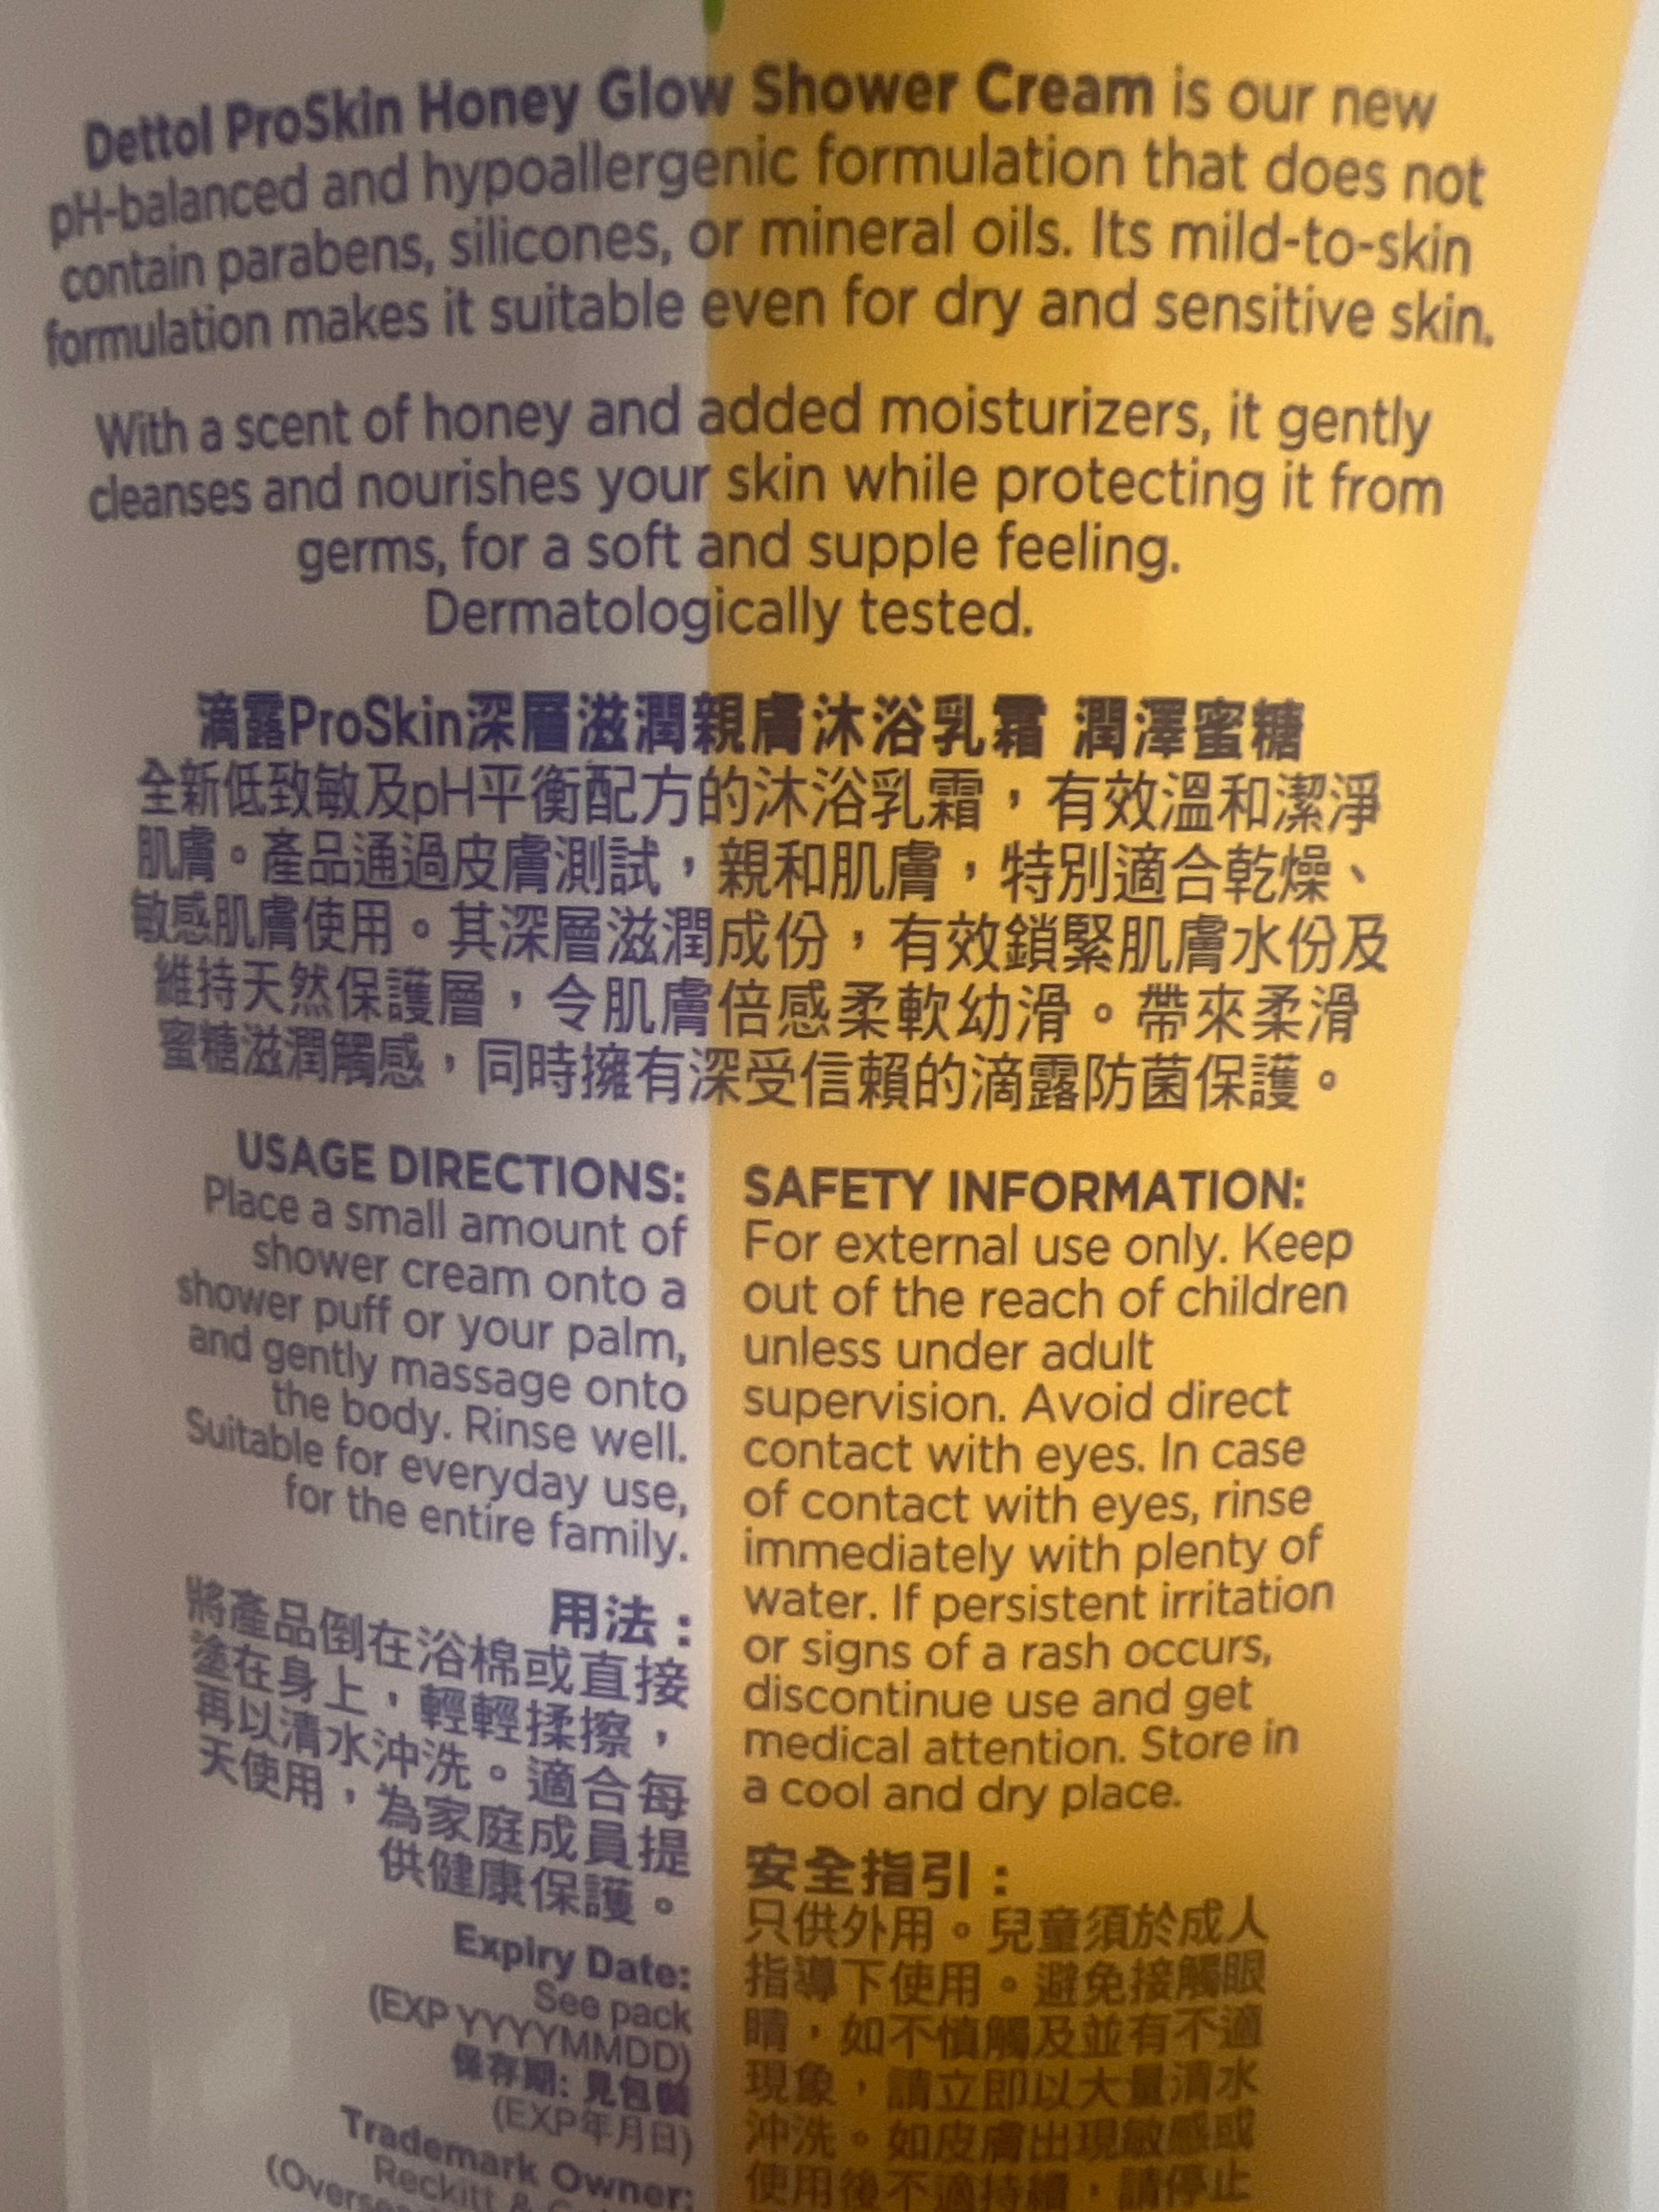 Dettol ProSkin Honey Glow Shower Cream is our new
pH-balanced and hypoallergenic formulation that does not
contain parabens, silicones, or mineral oils. Its mild-to-skin
formulation makes it suitable even for dry and sensitive skin.
With a scent of honey and added moisturizers, it gently
cleanses and nourishes your skin while protecting it from
germs, for a soft and supple feeling.
Dermatologically tested.
滴露ProSkin深層滋潤親膚沐浴乳霜 潤澤蜜糖
全新低致敏及pH平衡配方的沐浴乳霜，有效溫和潔淨
肌膚。產品通過皮膚測試，親和肌膚，特別適合乾燥、
敏感肌膚使用。其深層滋潤成份，有效鎖緊肌膚水份及
維持天然保護層，令肌膚倍感柔軟幼滑。帶來柔滑
蜜糖滋潤觸感，同時擁有深受信賴的滴露防菌保護。
USAGE DIRECTIONS:
Place a small amount of
shower cream onto a
shower puff or your palm,
and gently massage onto
the body. Rinse well.
Suitable for everyday use,
for the entire family.
用法：
將產品倒在浴棉或直接
塗在身上，輕輕揉擦，
再以清水沖洗。適合每
天使用，為家庭成員提
供健康保護。
Expiry Date:
See pack
(EXP YYYYMMDD)
保存期: 見包裝
(EXP年月日)
Trademark Owner:
Reckitt &
SAFETY INFORMATION:
For external use only. Keep
out of the reach of children
unless under adult
supervision. Avoid direct
contact with eyes. In case
of contact with eyes, rinse
immediately with plenty of
water. If persistent irritation
or signs of a rash occurs,
discontinue use and get
medical attention. Store in
a cool and dry place.
安全指引：
只供外用。兒童須於成人
指導下使用。避免接觸眼
睛，如不慎觸及並有不適
現象，請立即以大量清水
沖洗。如皮膚出現敏感或
使用後不適持續，請停止